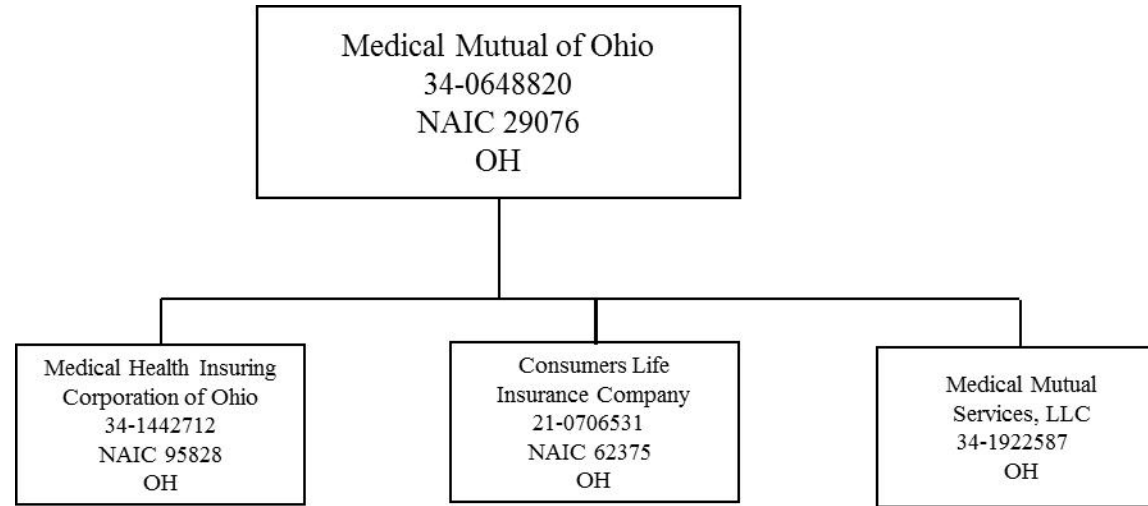 Medical Mutual of Ohio
34-0648820
NAIC 29076
OH
Medical Health Insuring
Corporation of Ohio
34-1442712
NAIC 95828
OH
Consumers Life
Insurance Company
21-0706531
NAIC 62375
OH
Medical Mutual
Services, LLC
34-1922587
OH